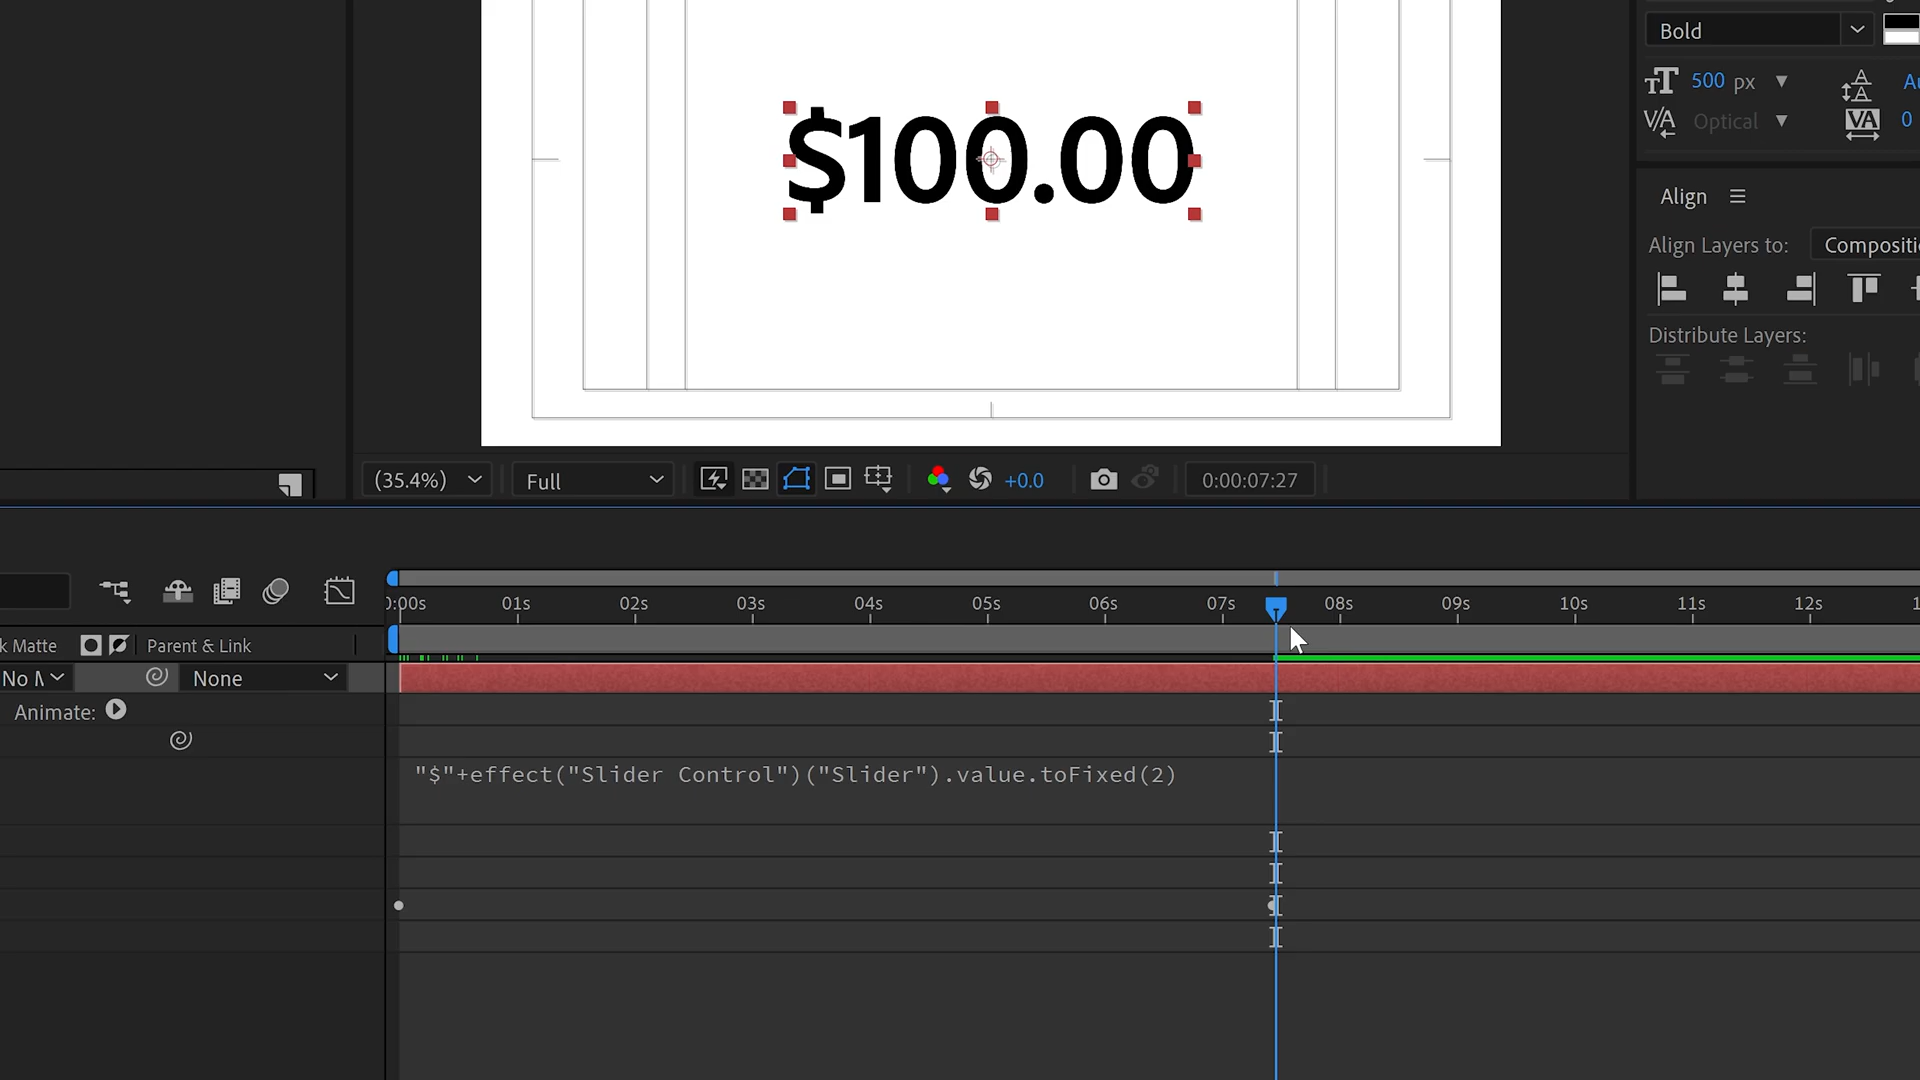 Bold
500 px
Au
Optical
0
$100.00
Align
Align Layers to:
Compositi
Distribute Layers:
(35.4%)
Full
+0.0
0:00:07:27
0:00s 01s 02s 03s 04s 05s 06s 07s 08s 09s 10s 11s 12s
k Matte
Parent & Link
No M
None
Animate:
"$"+effect("Slider Control")("Slider").value.toFixed(2)